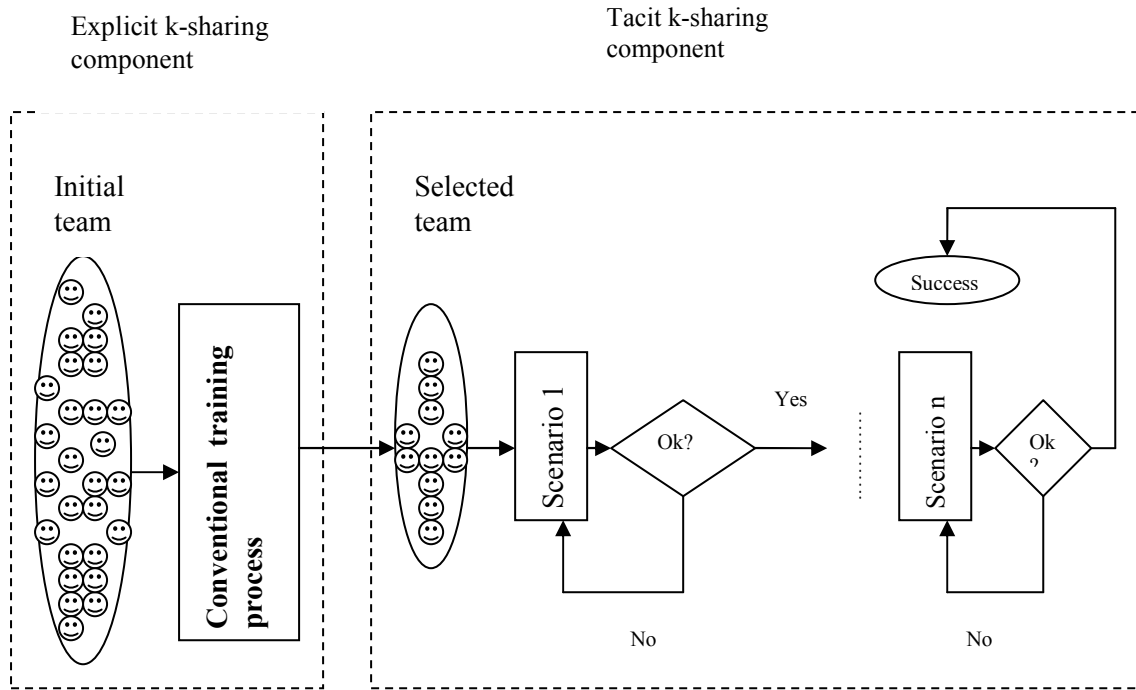 Explicit k-sharing
component
Tacit k-sharing
component
Initial
team
Conventional training
process
Selected
team
Scenario 1
Ok?
Yes
No
Scenario n
Ok
?
No
Success